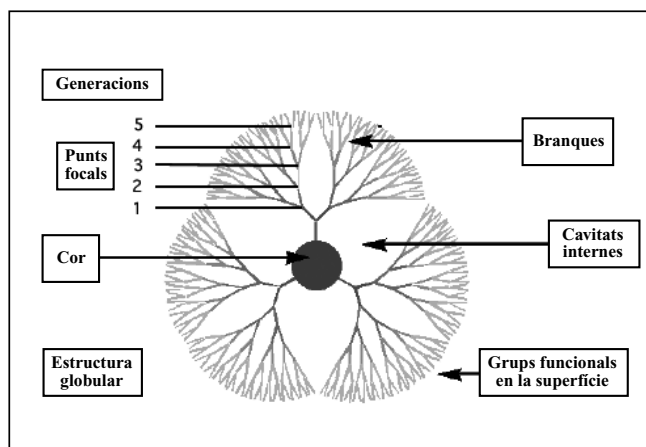 Generacions
5
4
3
2
1
Punts
focals
Branques
Cor
Cavitats
internes
Estructura
globular
Grups funcionals
en la superfície